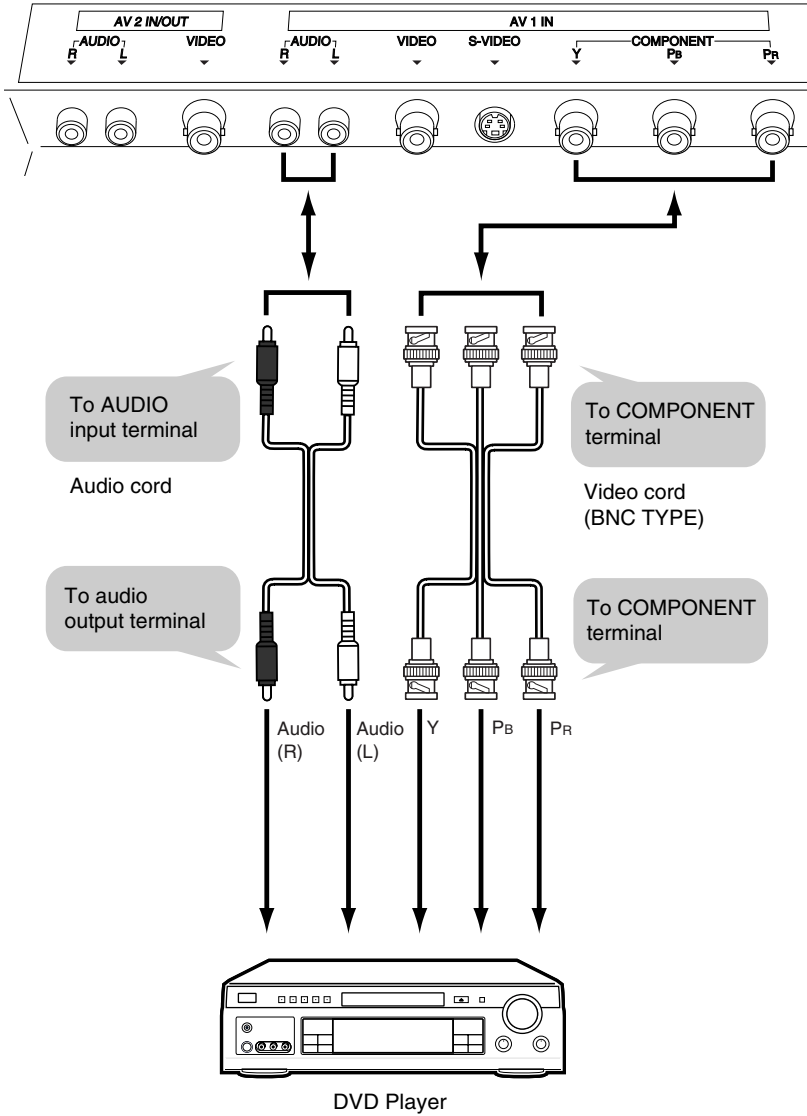 AV 2 IN/OUT
AV 1 IN
AUDIO
VIDEO
AUDIO
VIDEO
S-VIDEO
COMPONENT
R
L
R
L
Y
PB
PR
To AUDIO
input terminal
Audio cord
To COMPONENT
terminal
Video cord
(BNC TYPE)
To audio
output terminal
To COMPONENT
terminal
Audio
(R)
Audio
(L)
Y
PB
PR
DVD Player